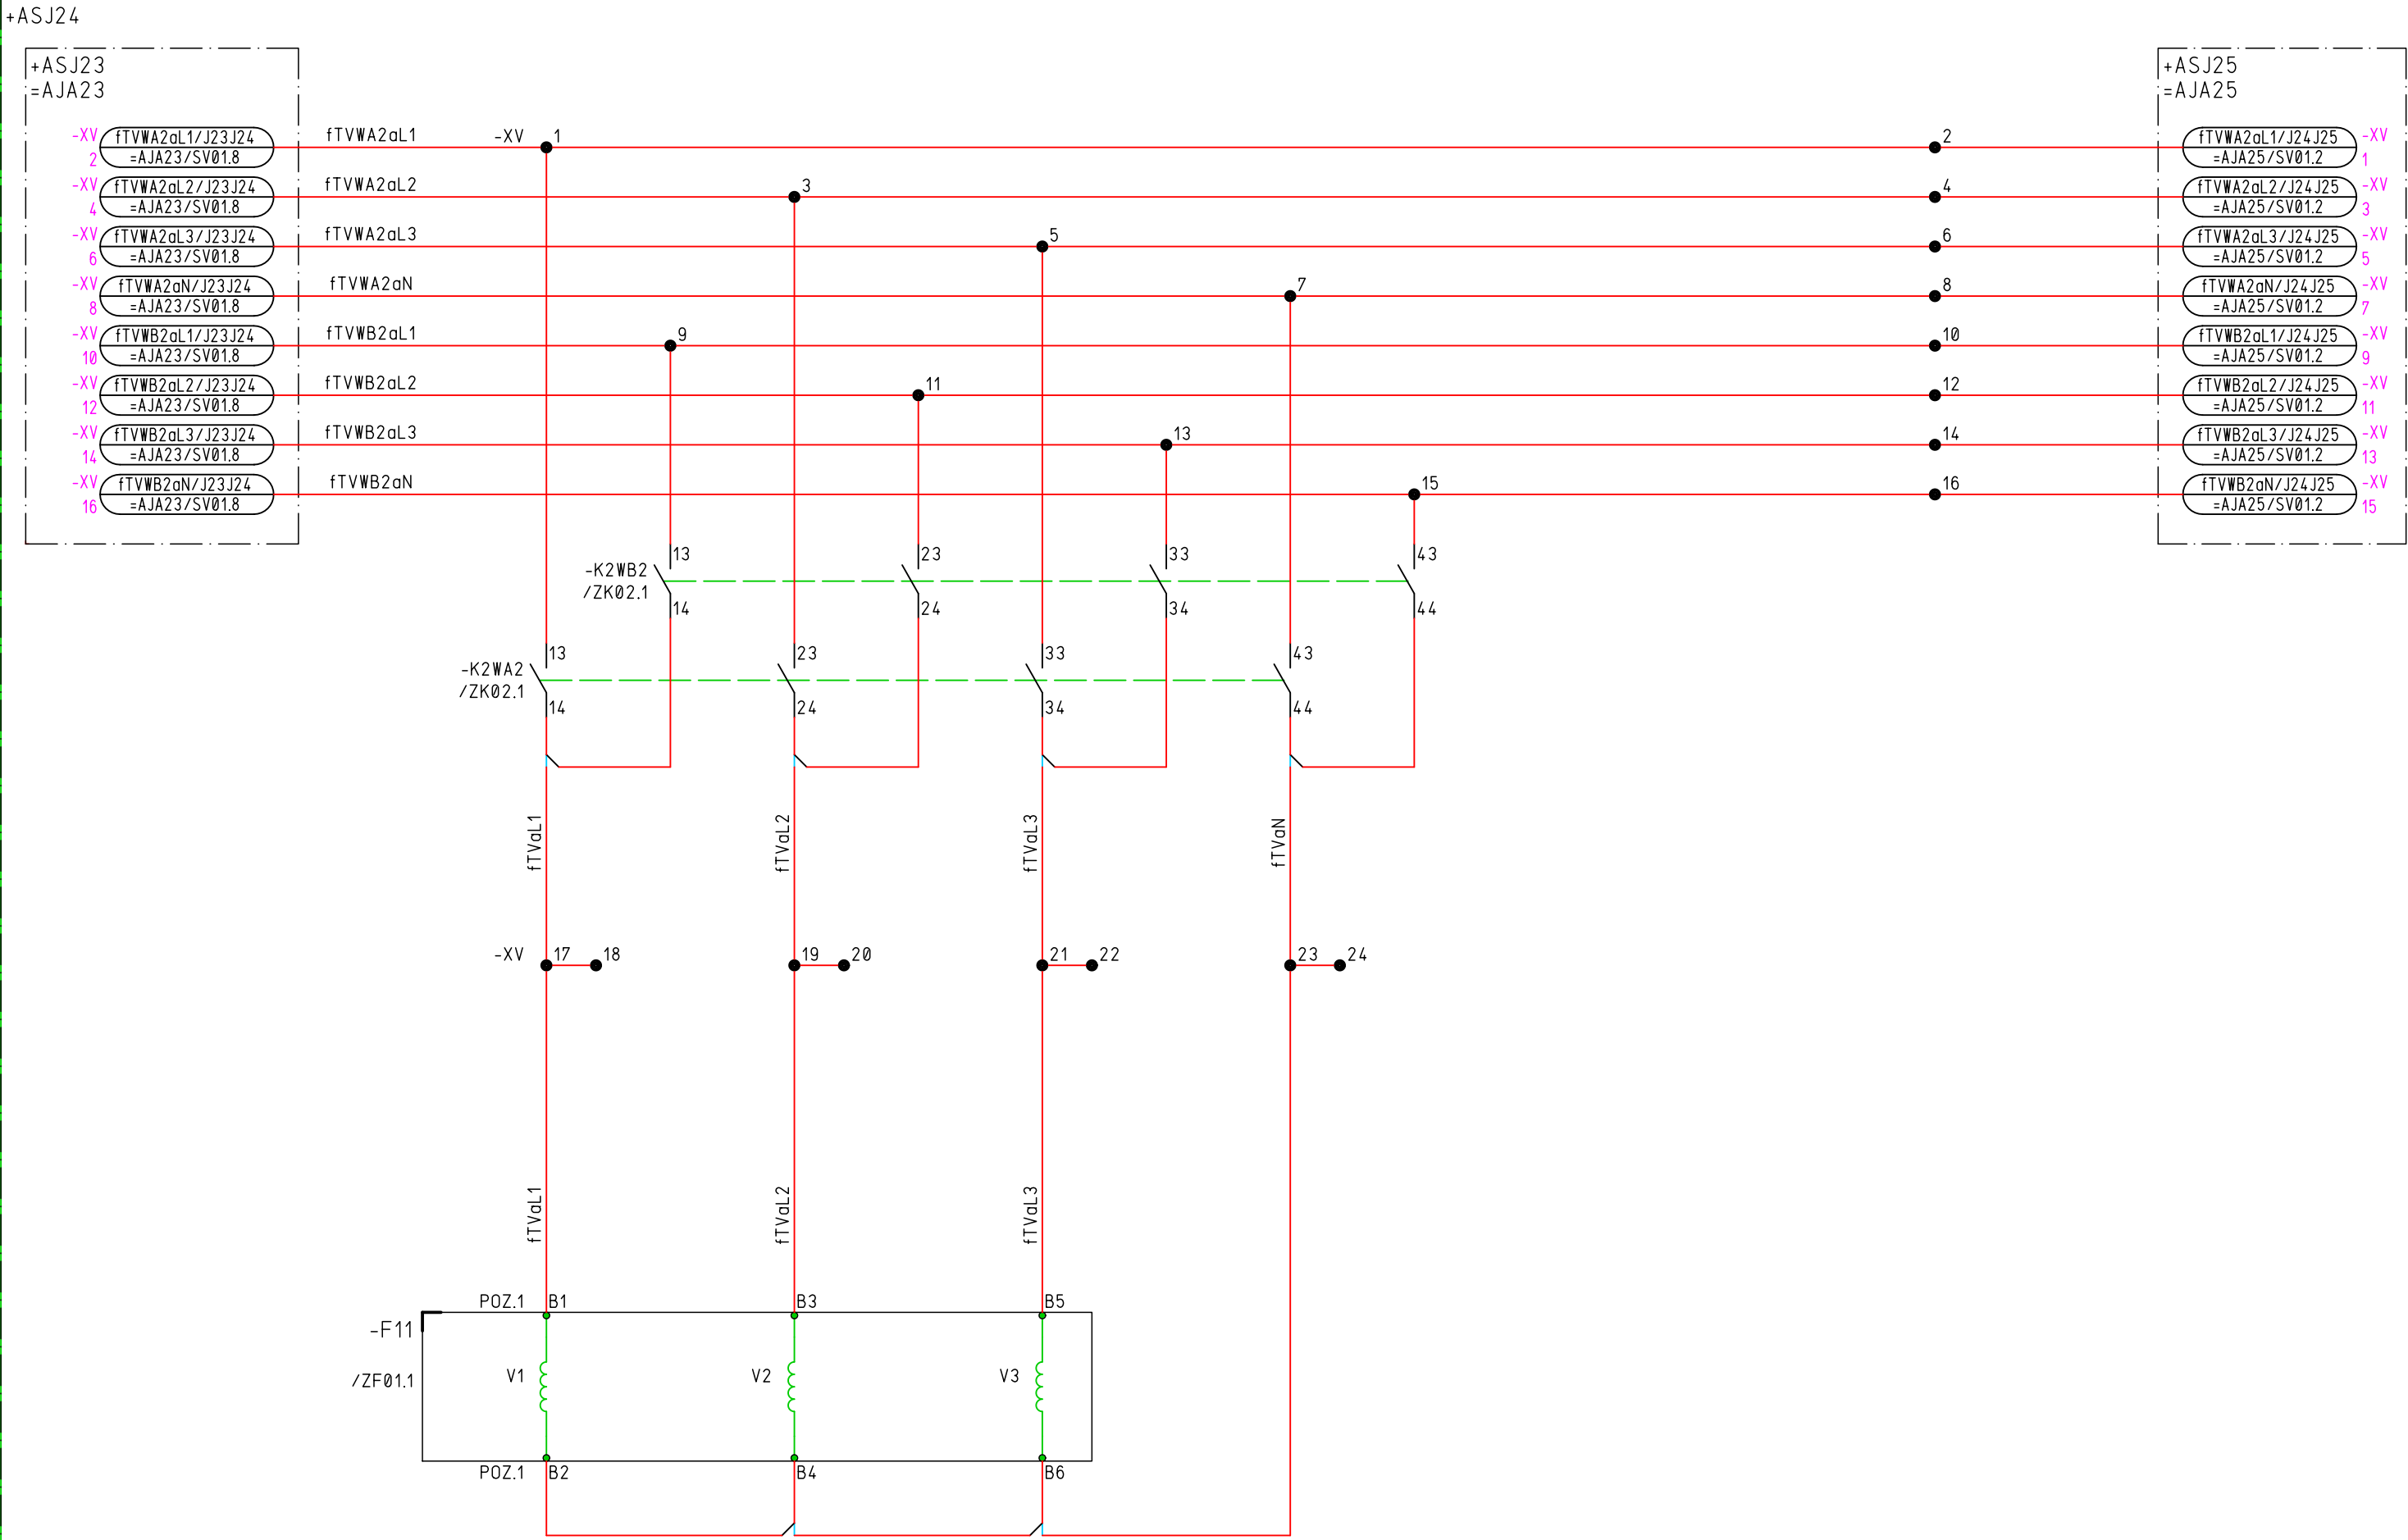 +ASJ24
+ASJ23
=AJA23
+ASJ25
=AJA25
-XV fTVWA2aL1/J23J24 fTVWA2aL1 -XV 1 2 fTVWA2aL1/J24J25 -XV
2 =AJA23/SV01.8 =AJA25/SV01.2 1
-XV fTVWA2aL2/J23J24 fTVWA2aL2 3 4 fTVWA2aL2/J24J25 -XV
4 =AJA23/SV01.8 =AJA25/SV01.2 3
-XV fTVWA2aL3/J23J24 fTVWA2aL3 5 6 fTVWA2aL3/J24J25 -XV
6 =AJA23/SV01.8 =AJA25/SV01.2 5
-XV fTVWA2aN/J23J24 fTVWA2aN 7 8 fTVWA2aN/J24J25 -XV
8 =AJA23/SV01.8 =AJA25/SV01.2 7
-XV fTVWB2aL1/J23J24 fTVWB2aL1 9 10 fTVWB2aL1/J24J25 -XV
10 =AJA23/SV01.8 =AJA25/SV01.2 9
-XV fTVWB2aL2/J23J24 fTVWB2aL2 11 12 fTVWB2aL2/J24J25 -XV
12 =AJA23/SV01.8 =AJA25/SV01.2 11
-XV fTVWB2aL3/J23J24 fTVWB2aL3 13 14 fTVWB2aL3/J24J25 -XV
14 =AJA23/SV01.8 =AJA25/SV01.2 13
-XV fTVWB2aN/J23J24 fTVWB2aN 15 16 fTVWB2aN/J24J25 -XV
16 =AJA23/SV01.8 =AJA25/SV01.2 15
13 23 33 43
-K2WB2
/ZK02.1
14 24 34 44
13 23 33 43
-K2WA2
/ZK02.1
14 24 34 44
fTVaL1 fTVaL2 fTVaL3 fTVaN
-XV 17 18 19 20 21 22 23 24
fTVaL1 fTVaL2 fTVaL3
POZ.1 B1 B3 B5
-F11
V1 V2 V3
/ZF01.1
POZ.1 B2 B4 B6